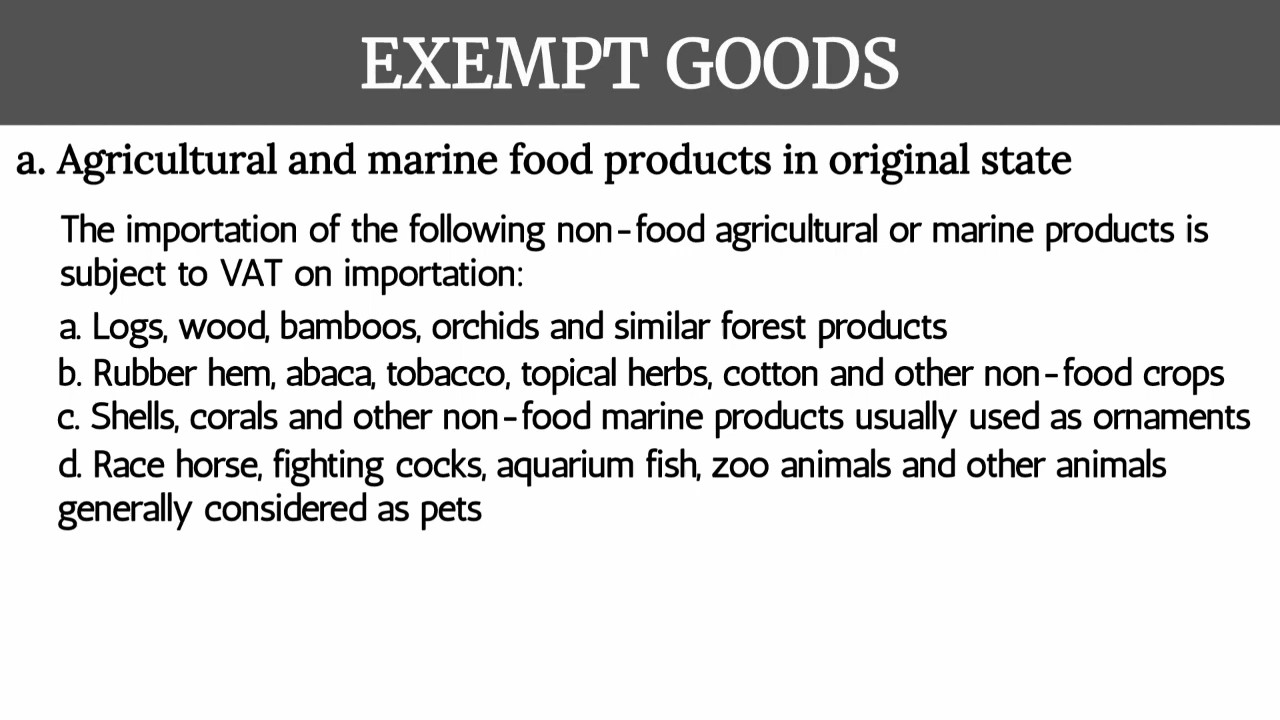 EXEMPT GOODS
a. Agricultural and marine food products in original state
The importation of the following non-food agricultural or marine products is
subject to VAT on importation:
a. Logs, wood, bamboos, orchids and similar forest products
b. Rubber hem, abaca, tobacco, topical herbs, cotton and other non-food crops
c. Shells, corals and other non-food marine products usually used as ornaments
d. Race horse, fighting cocks, aquarium fish, zoo animals and other animals
generally considered as pets